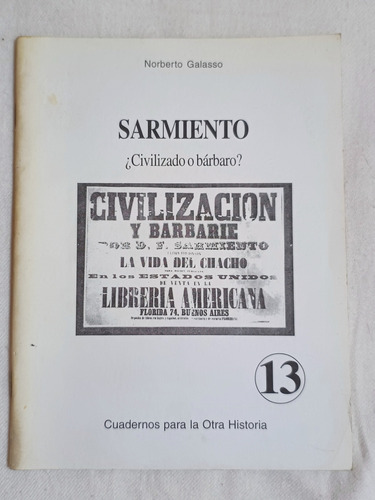 Norberto Galasso
SARMIENTO
¿Civilizado o bárbaro?
CIVILIZACION
Y BARBARIE
POR D. F. SARMIENTO
LA VIDA DEL CHACHO
En los ESTADOS UNIDOS
DE VENTA EN LA
LIBRERIA AMERICANA
FLORIDA 74, BUENOS AIRES
13
Cuadernos para la Otra Historia